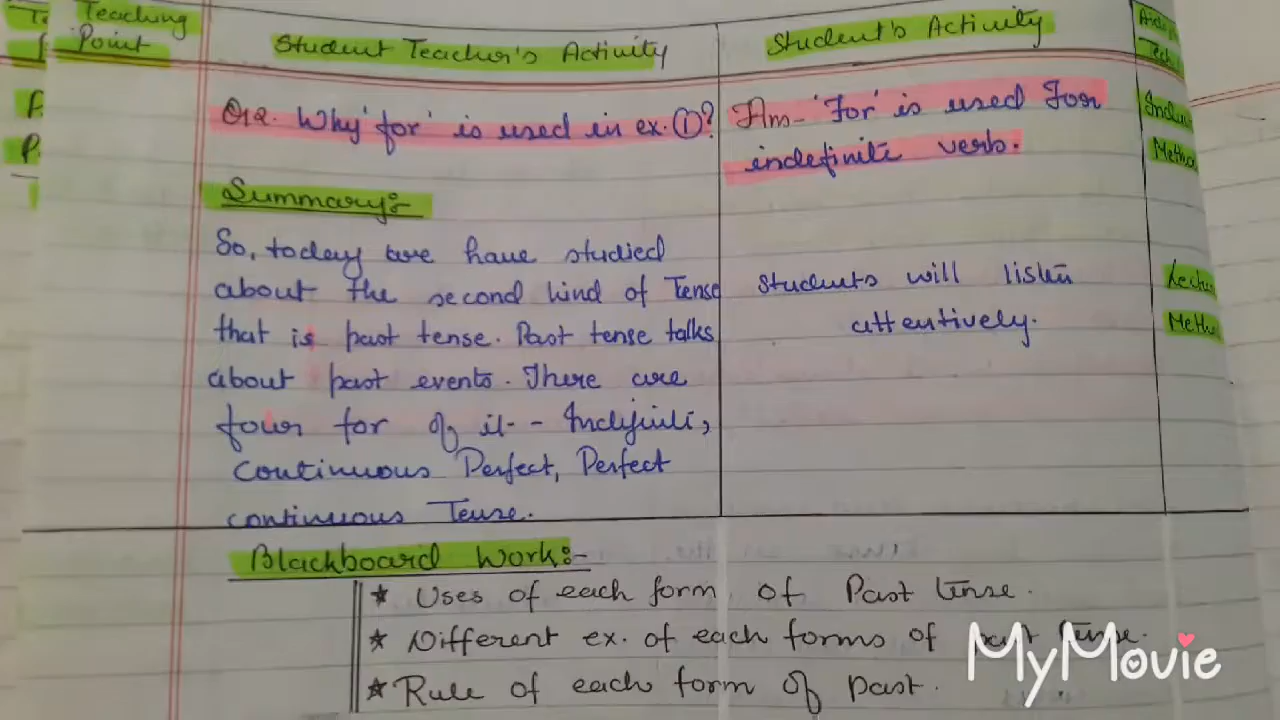 Teaching
Point
Student Teacher's Activity
Student's Activity
Qn2. Why 'for' is used in ex. ①?
Ans- 'For' is used For
indefinite verb.
Summary:-
So, today we have studied
about the second kind of Tense
that is past tense. Past tense talks
about past events. There are
four for of it - Indefinite,
continuous Perfect, Perfect
continuous Tense.
Students will listen
attentively.
Metho
Lectu
Metho
Blackboard Work:-
* Uses of each form of Past tense.
* Different ex. of each forms of past tense.
* Rule of each form of past.
MyMovie